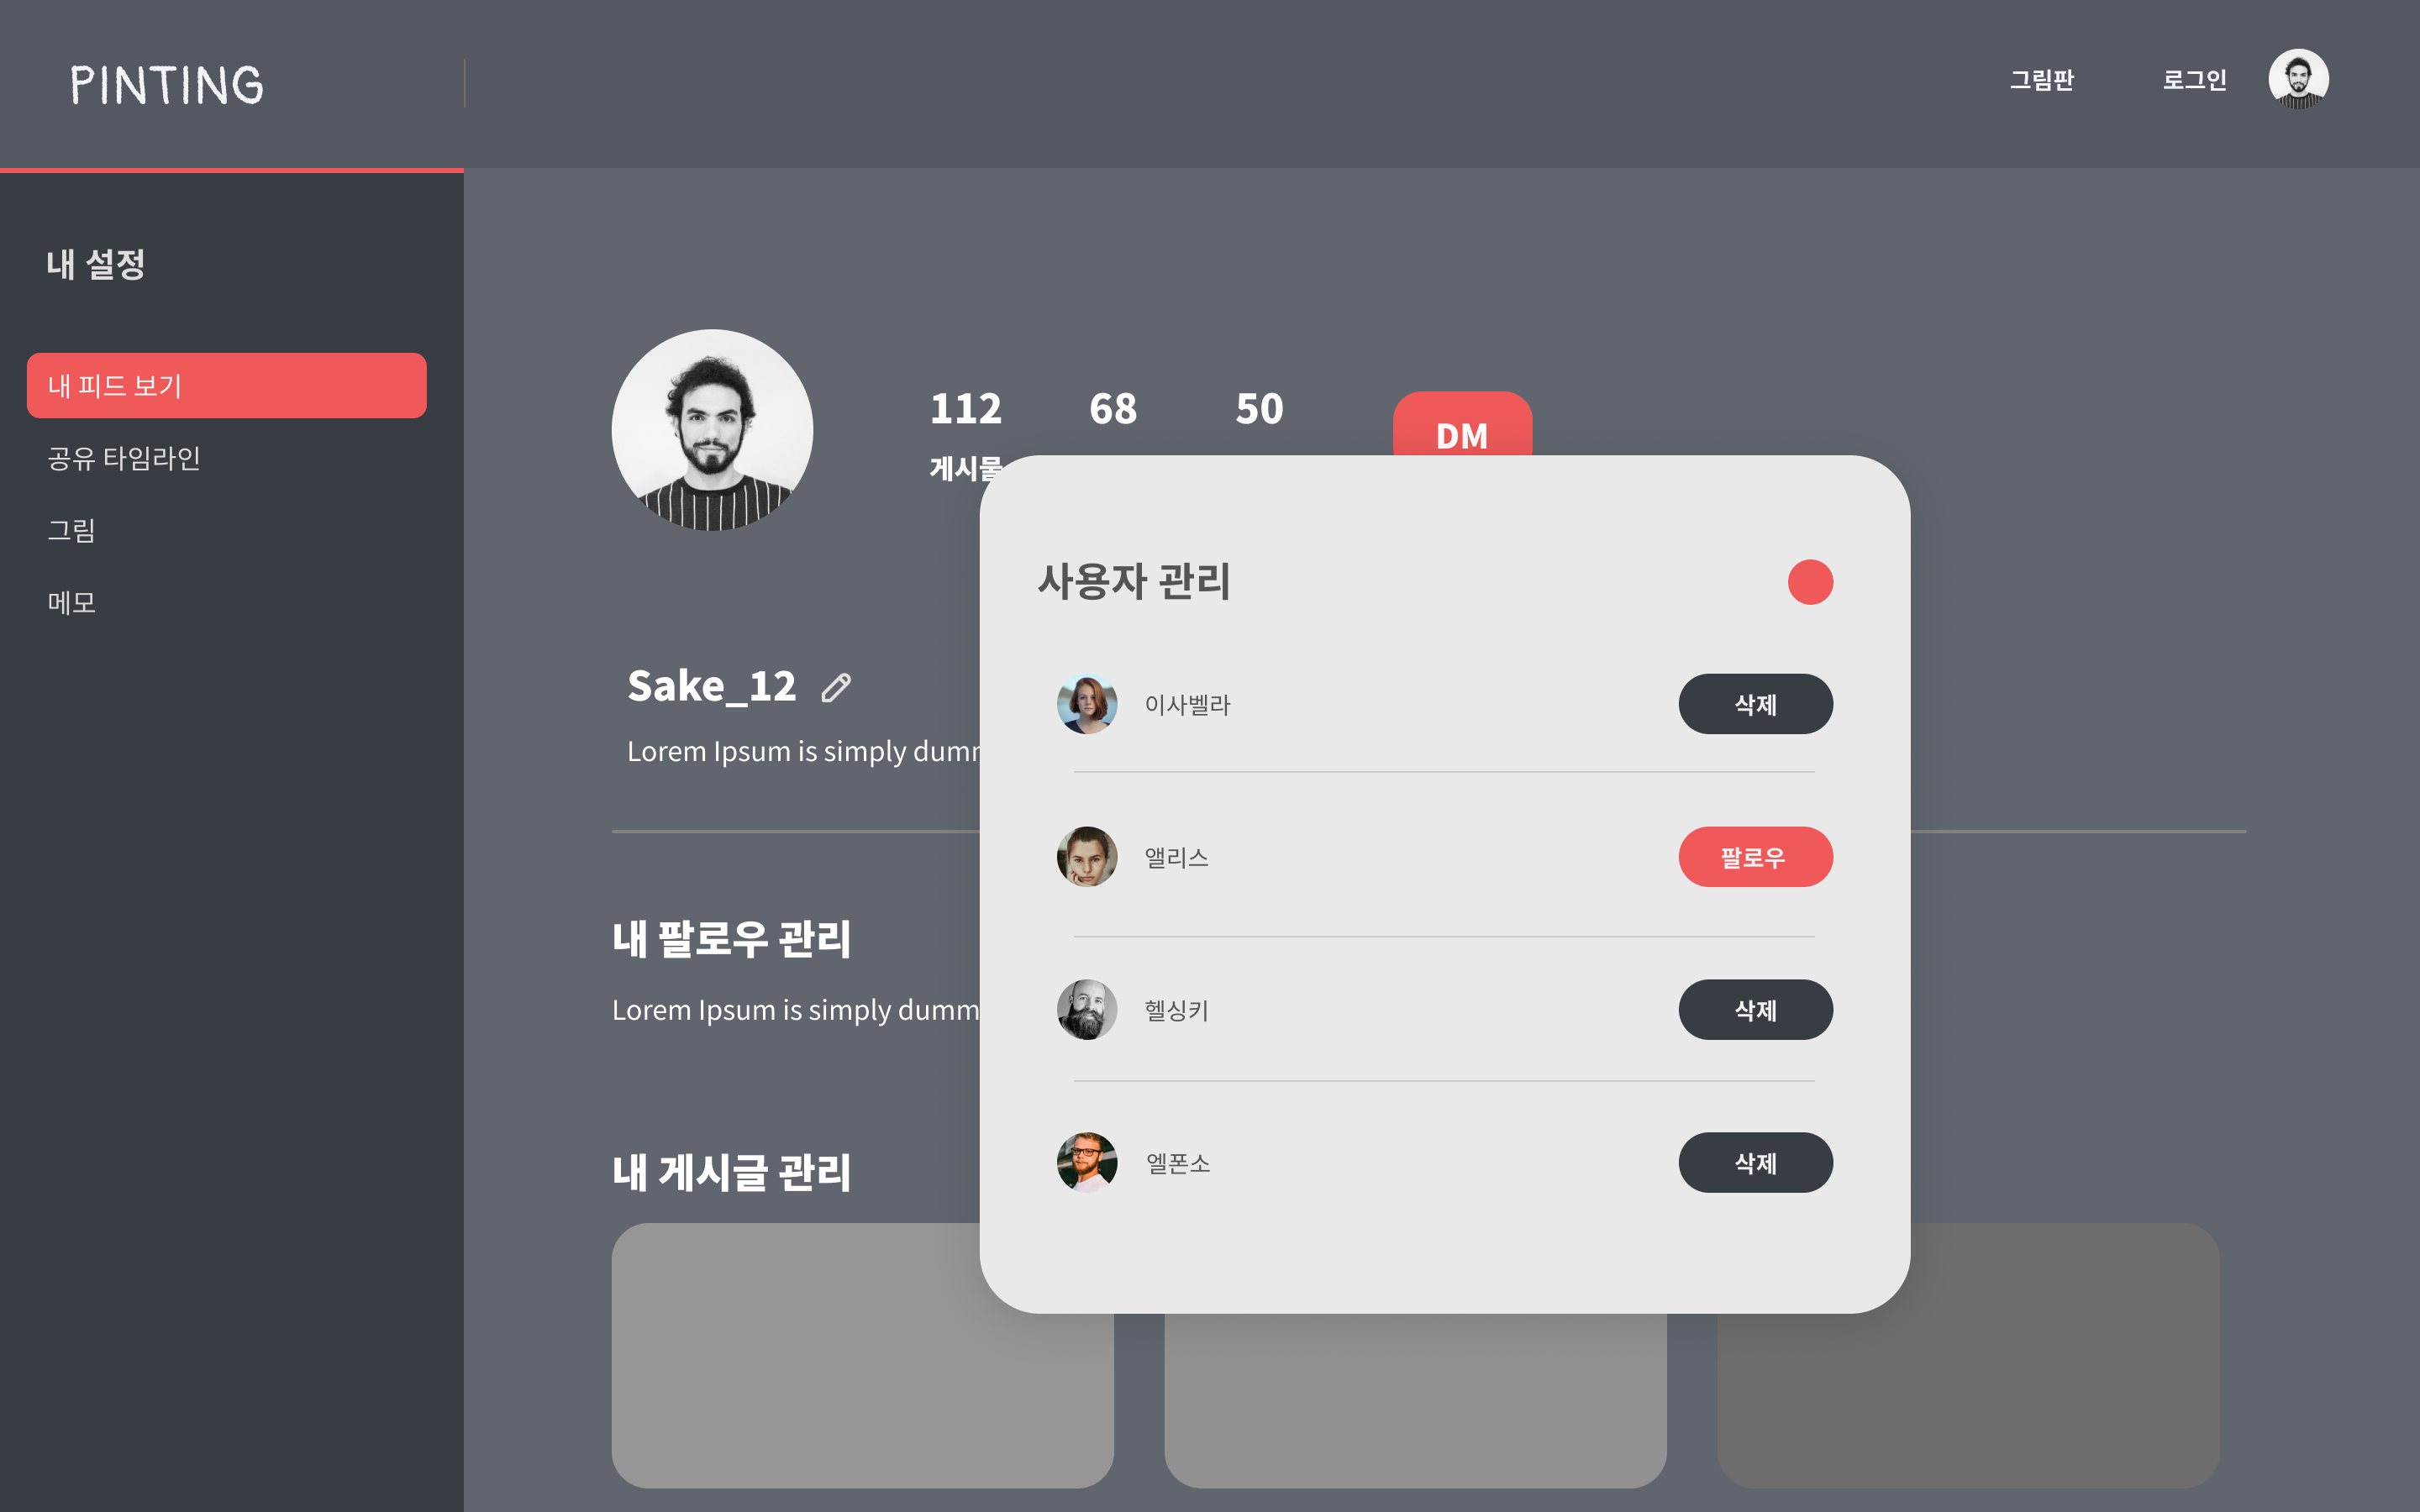 PINTING
그림판
로그인
내 설정
내 피드 보기
공유 타임라인
그림
메모
112
68
50
DM
게시물
Sake_12
Lorem Ipsum is simply
내 팔로우 관리
Lorem Ipsum is simply
내 게시글 관리
사용자 관리
이사벨라
삭제
앨리스
팔로우
헬싱키
삭제
엘폰소
삭제